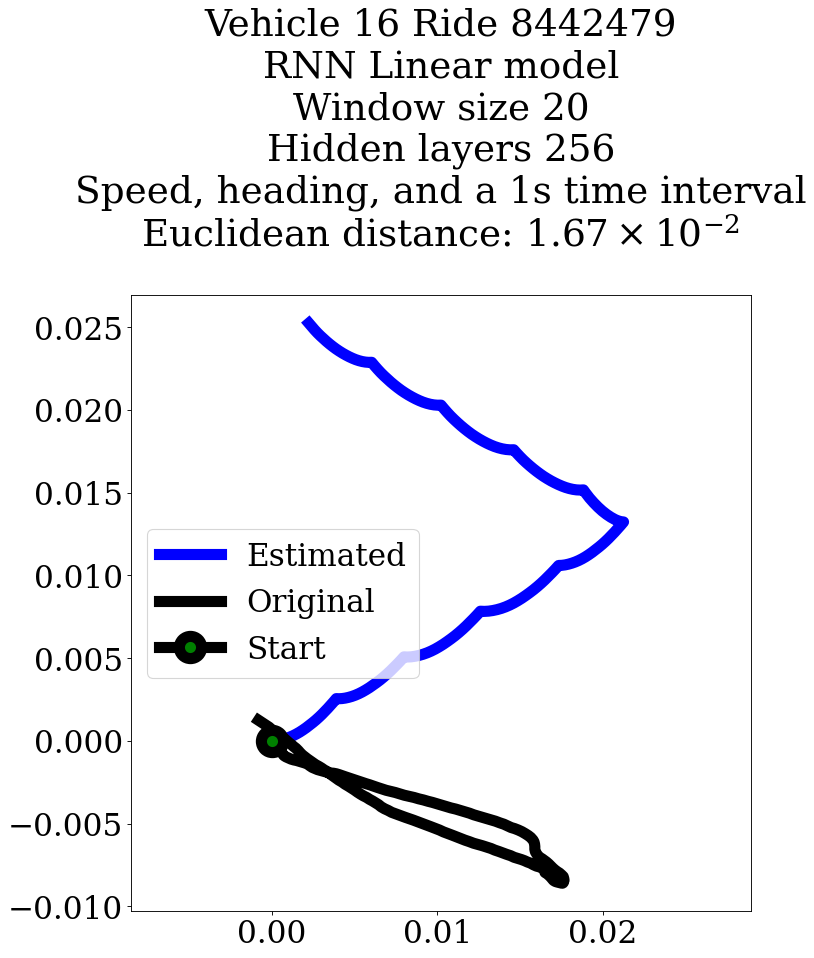 Vehicle 16 Ride 8442479
RNN Linear model
Window size 20
Hidden layers 256
Speed, heading, and a 1s time interval
Euclidean distance: 1.67 × 10⁻²
0.025
0.020
0.015
0.010
0.005
0.000
−0.005
−0.010
Estimated
Original
Start
0.00 0.01 0.02